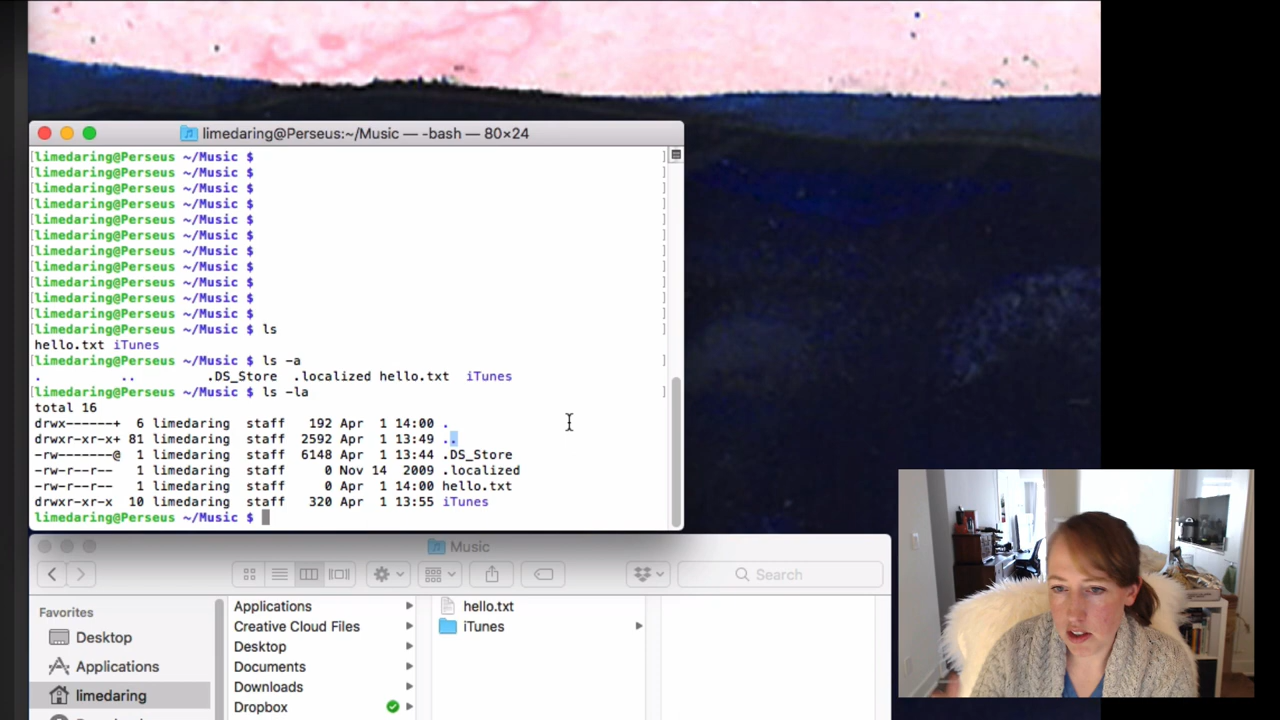 limedaring@Perseus:~/Music — -bash — 80×24
[limedaring@Perseus ~/Music $ ]
[limedaring@Perseus ~/Music $ ]
[limedaring@Perseus ~/Music $ ]
[limedaring@Perseus ~/Music $ ]
[limedaring@Perseus ~/Music $ ]
[limedaring@Perseus ~/Music $ ]
[limedaring@Perseus ~/Music $ ]
[limedaring@Perseus ~/Music $ ]
[limedaring@Perseus ~/Music $ ]
[limedaring@Perseus ~/Music $ ]
[limedaring@Perseus ~/Music $ ]
[limedaring@Perseus ~/Music $ ls ]
hello.txt iTunes
[limedaring@Perseus ~/Music $ ls -a ]
. .. .DS_Store .localized hello.txt iTunes
[limedaring@Perseus ~/Music $ ls -la ]
total 16
drwx------+ 6 limedaring staff 192 Apr 1 14:00 .
drwxr-xr-x+ 81 limedaring staff 2592 Apr 1 13:49 ..
-rw-------@ 1 limedaring staff 6148 Apr 1 13:44 .DS_Store
-rw-r--r-- 1 limedaring staff 0 Nov 14 2009 .localized
-rw-r--r-- 1 limedaring staff 0 Apr 1 14:00 hello.txt
drwxr-xr-x 10 limedaring staff 320 Apr 1 13:55 iTunes
limedaring@Perseus ~/Music $
Music
Search
Favorites
Desktop
Applications
limedaring
Applications
Creative Cloud Files
Desktop
Documents
Downloads
Dropbox
hello.txt
iTunes